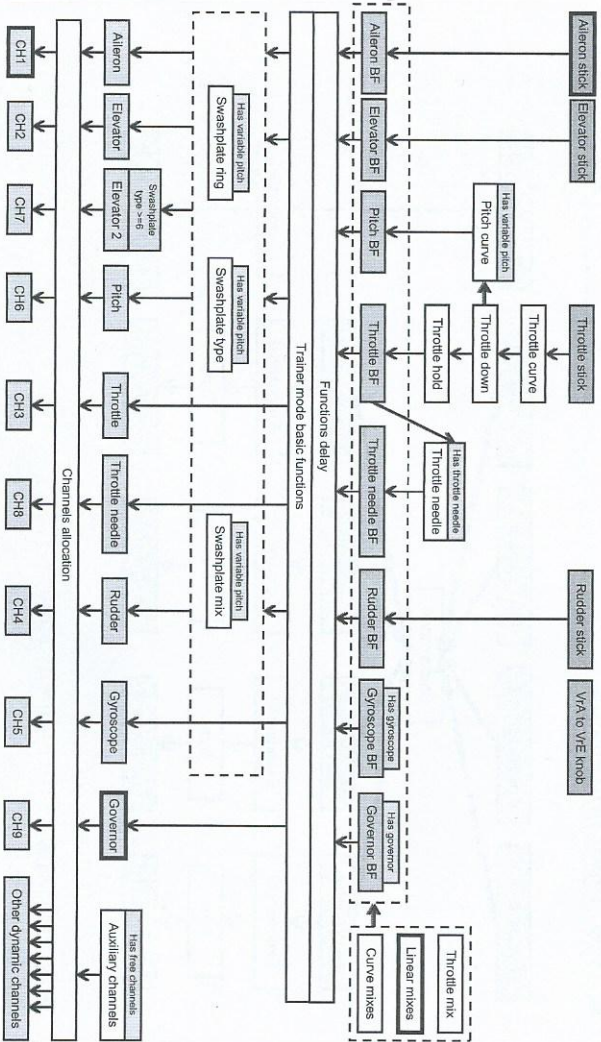 Aileron stick
Elevator stick
Throttle stick
Rudder stick
VrA to VrE knob
Throttle curve
Has variable pitch
Pitch curve
Throttle down
Throttle hold
Has throttle needle
Throttle needle
Aileron BF
Elevator BF
Pitch BF
Throttle BF
Throttle needle BF
Rudder BF
Has gyroscope
Gyroscope BF
Has governor
Governor BF
Throttle mix
Linear mixes
Curve mixes
Functions delay
Trainer mode basic functions
Has variable pitch
Swashplate ring
Has variable pitch
Swashplate type
Has variable pitch
Swashplate mix
Aileron
Elevator
Swashplate
type >=6
Elevator 2
Pitch
Throttle
Throttle needle
Rudder
Gyroscope
Governor
Has free channels
Auxiliary channels
Channels allocation
CH1
CH2
CH7
CH6
CH3
CH8
CH4
CH5
CH9
Other dynamic channels